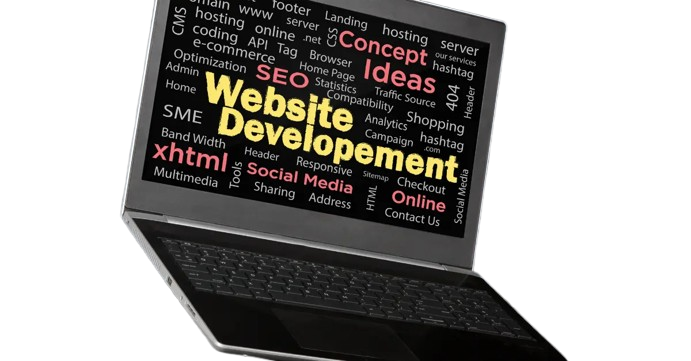 omain www footer Landing hosting server
CMS hosting online server .net CSS Concept our services
coding API Tag Browser Ideas hashtag
e-commerce Home Page
Optimization SEO Statistics Traffic Source 404 Header
Admin Compatibility
Home Website Analytics Shopping
SME Developement Campaign hashtag
.com
Band Width Header Responsive Sitemap Checkout
xhtml Tools Social Media HTML Online Social Media
Multimedia Sharing Address Contact Us